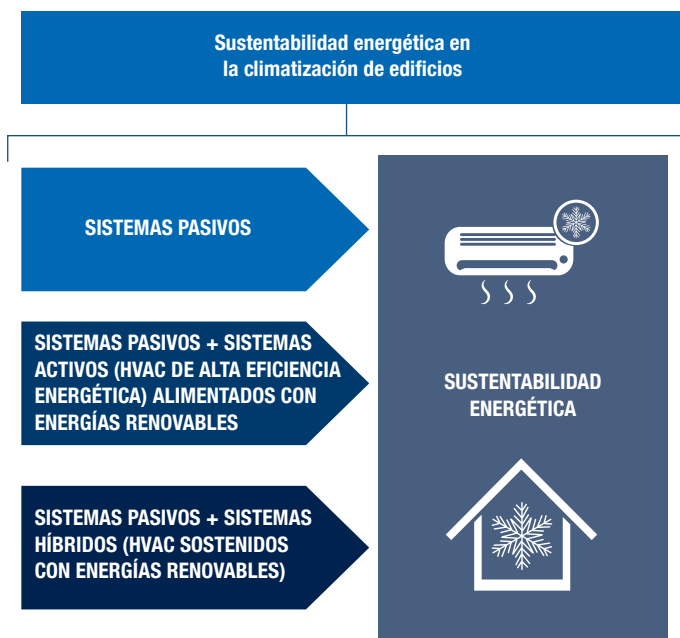 Sustentabilidad energética en
la climatización de edificios
SISTEMAS PASIVOS
SISTEMAS PASIVOS + SISTEMAS
ACTIVOS (HVAC DE ALTA EFICIENCIA
ENERGÉTICA) ALIMENTADOS CON
ENERGÍAS RENOVABLES
SISTEMAS PASIVOS + SISTEMAS
HÍBRIDOS (HVAC SOSTENIDOS
CON ENERGÍAS RENOVABLES)
SUSTENTABILIDAD
ENERGÉTICA